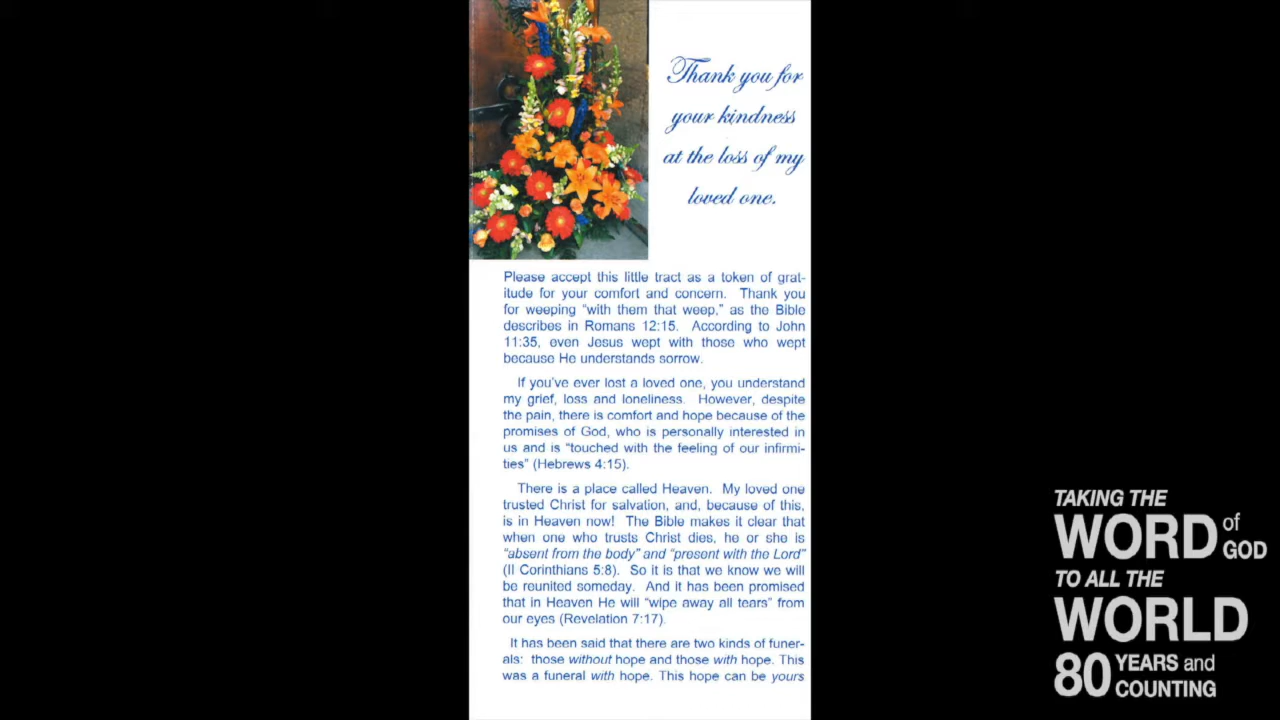 Thank you for
your kindness
at the loss of my
loved one.
Please accept this little tract as a token of grat-
itude for your comfort and concern. Thank you
for weeping “with them that weep,” as the Bible
describes in Romans 12:15. According to John
11:35, even Jesus wept with those who wept
because He understands sorrow.
If you’ve ever lost a loved one, you understand
my grief, loss and loneliness. However, despite
the pain, there is comfort and hope because of the
promises of God, who is personally interested in
us and is “touched with the feeling of our infirmi-
ties” (Hebrews 4:15).
There is a place called Heaven. My loved one
trusted Christ for salvation, and, because of this,
is in Heaven now! The Bible makes it clear that
when one who trusts Christ dies, he or she is
“absent from the body” and “present with the Lord”
(II Corinthians 5:8). So it is that we know we will
be reunited someday. And it has been promised
that in Heaven He will “wipe away all tears” from
our eyes (Revelation 7:17).
It has been said that there are two kinds of funer-
als: those without hope and those with hope. This
was a funeral with hope. This hope can be yours
TAKING THE
WORD of GOD
TO ALL THE
WORLD
80 YEARS and
COUNTING